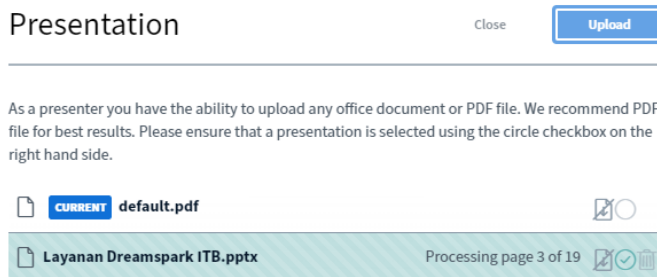 Presentation
Close
Upload
As a presenter you have the ability to upload any office document or PDF file. We recommend PDF
file for best results. Please ensure that a presentation is selected using the circle checkbox on the
right hand side.
CURRENT default.pdf
Layanan Dreamspark ITB.pptx Processing page 3 of 19